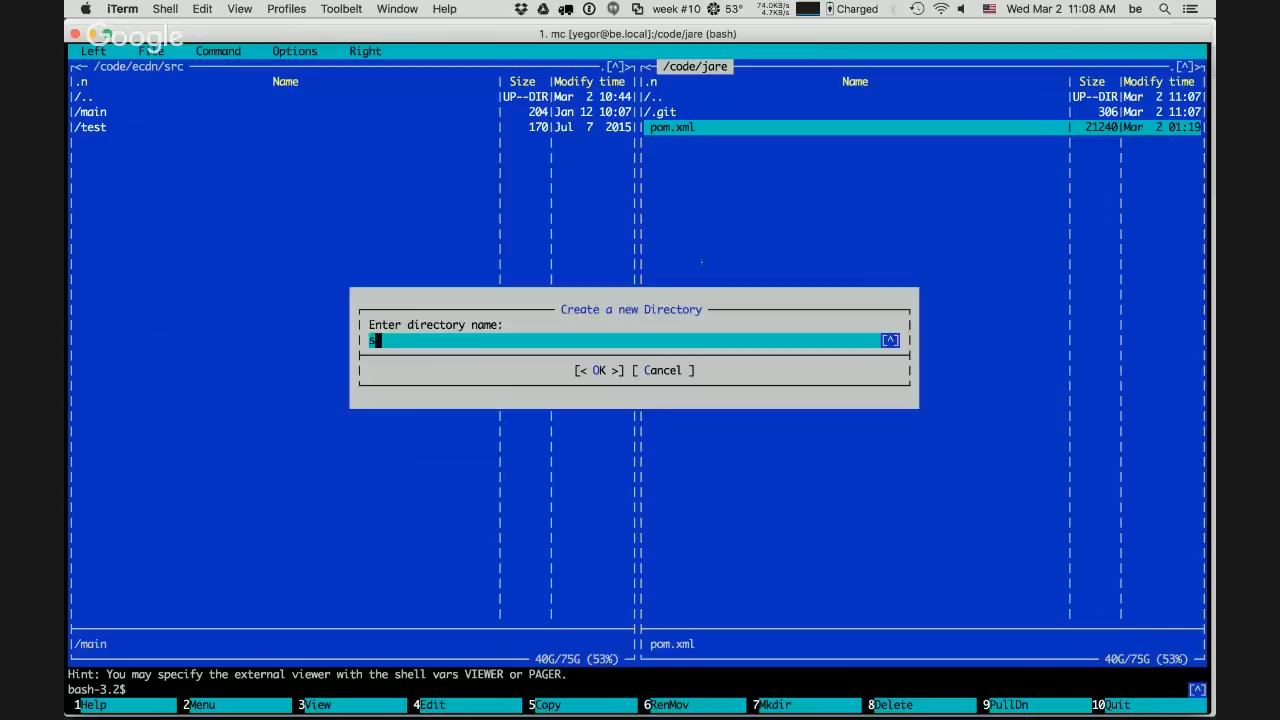 iTerm Shell Edit View Profiles Toolbelt Window Help week #10 53° 74.0KB/s 4.7KB/s Charged Wed Mar 2 11:08 AM be
1. mc [yegor@be.local]:/code/jare (bash)
Google
Left File Command Options Right
<- /code/ecdn/src .[^]> <- /code/jare .[^]>
.n Name Size Modify time .n Name Size Modify time
/.. UP--DIR Mar 2 10:44 /.. UP--DIR Mar 2 11:07
/main 204 Jan 12 10:07 /.git 306 Mar 2 11:07
/test 170 Jul 7 2015 pom.xml 21240 Mar 2 01:19
Create a new Directory
Enter directory name:
s [^]
[< OK >] [ Cancel ]
/main pom.xml
40G/75G (53%) 40G/75G (53%)
Hint: You may specify the external viewer with the shell vars VIEWER or PAGER.
bash-3.2$ [^]
1Help 2Menu 3View 4Edit 5Copy 6RenMov 7Mkdir 8Delete 9PullDn 10Quit